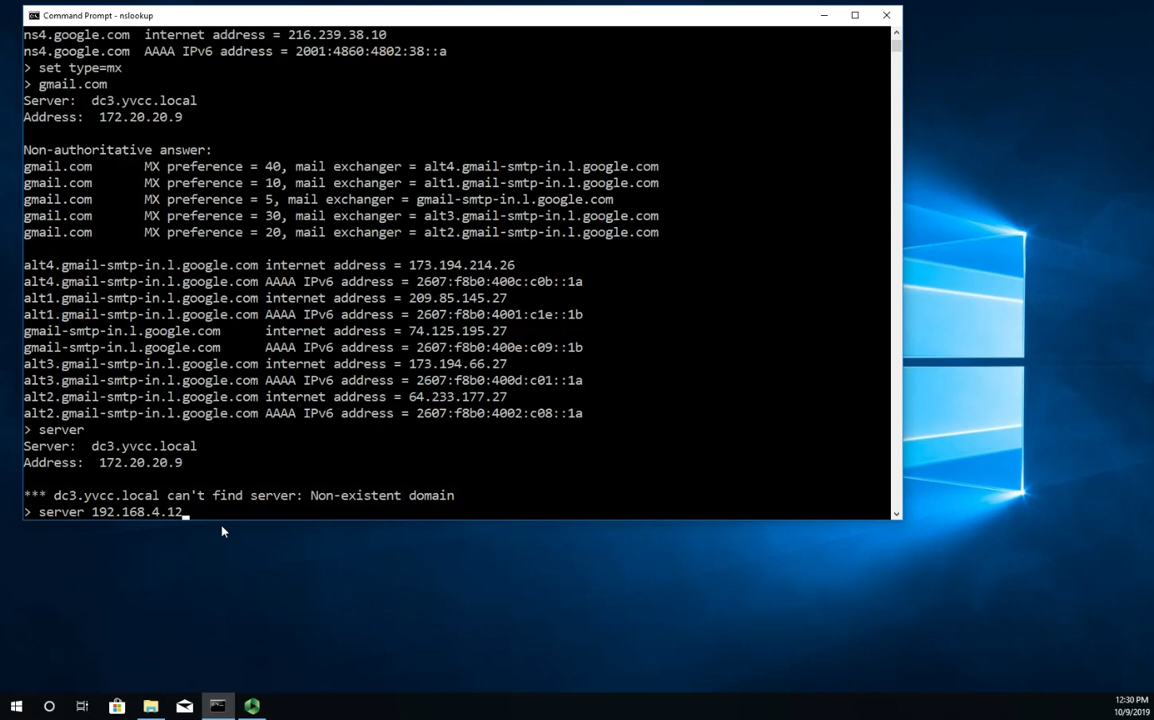 Command Prompt - nslookup
ns4.google.com  internet address = 216.239.38.10
ns4.google.com  AAAA IPv6 address = 2001:4860:4802:38::a
> set type=mx
> gmail.com
Server:  dc3.yvcc.local
Address:  172.20.20.9
Non-authoritative answer:
gmail.com       MX preference = 40, mail exchanger = alt4.gmail-smtp-in.l.google.com
gmail.com       MX preference = 10, mail exchanger = alt1.gmail-smtp-in.l.google.com
gmail.com       MX preference = 5, mail exchanger = gmail-smtp-in.l.google.com
gmail.com       MX preference = 30, mail exchanger = alt3.gmail-smtp-in.l.google.com
gmail.com       MX preference = 20, mail exchanger = alt2.gmail-smtp-in.l.google.com
alt4.gmail-smtp-in.l.google.com internet address = 173.194.214.26
alt4.gmail-smtp-in.l.google.com AAAA IPv6 address = 2607:f8b0:400c:c0b::1a
alt1.gmail-smtp-in.l.google.com internet address = 209.85.145.27
alt1.gmail-smtp-in.l.google.com AAAA IPv6 address = 2607:f8b0:4001:c1e::1b
gmail-smtp-in.l.google.com      internet address = 74.125.195.27
gmail-smtp-in.l.google.com      AAAA IPv6 address = 2607:f8b0:400e:c09::1b
alt3.gmail-smtp-in.l.google.com internet address = 173.194.66.27
alt3.gmail-smtp-in.l.google.com AAAA IPv6 address = 2607:f8b0:400d:c01::1a
alt2.gmail-smtp-in.l.google.com internet address = 64.233.177.27
alt2.gmail-smtp-in.l.google.com AAAA IPv6 address = 2607:f8b0:4002:c08::1a
> server
Server:  dc3.yvcc.local
Address:  172.20.20.9
*** dc3.yvcc.local can't find server: Non-existent domain
> server 192.168.4.12
12:30 PM
10/9/2019